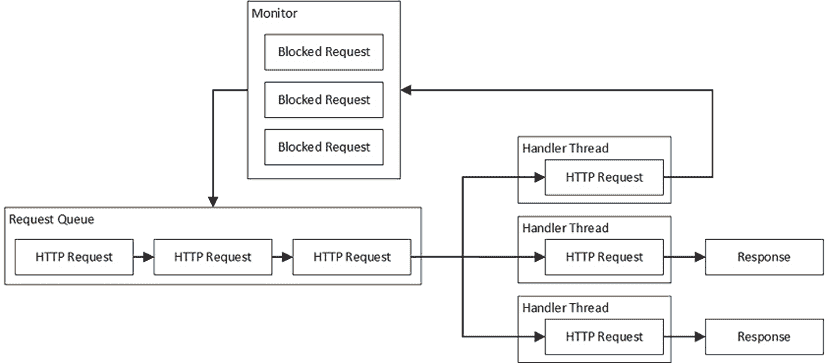 Monitor
Blocked Request
Blocked Request
Blocked Request
Handler Thread
HTTP Request
Request Queue
HTTP Request
HTTP Request
HTTP Request
Handler Thread
HTTP Request
Response
Handler Thread
HTTP Request
Response